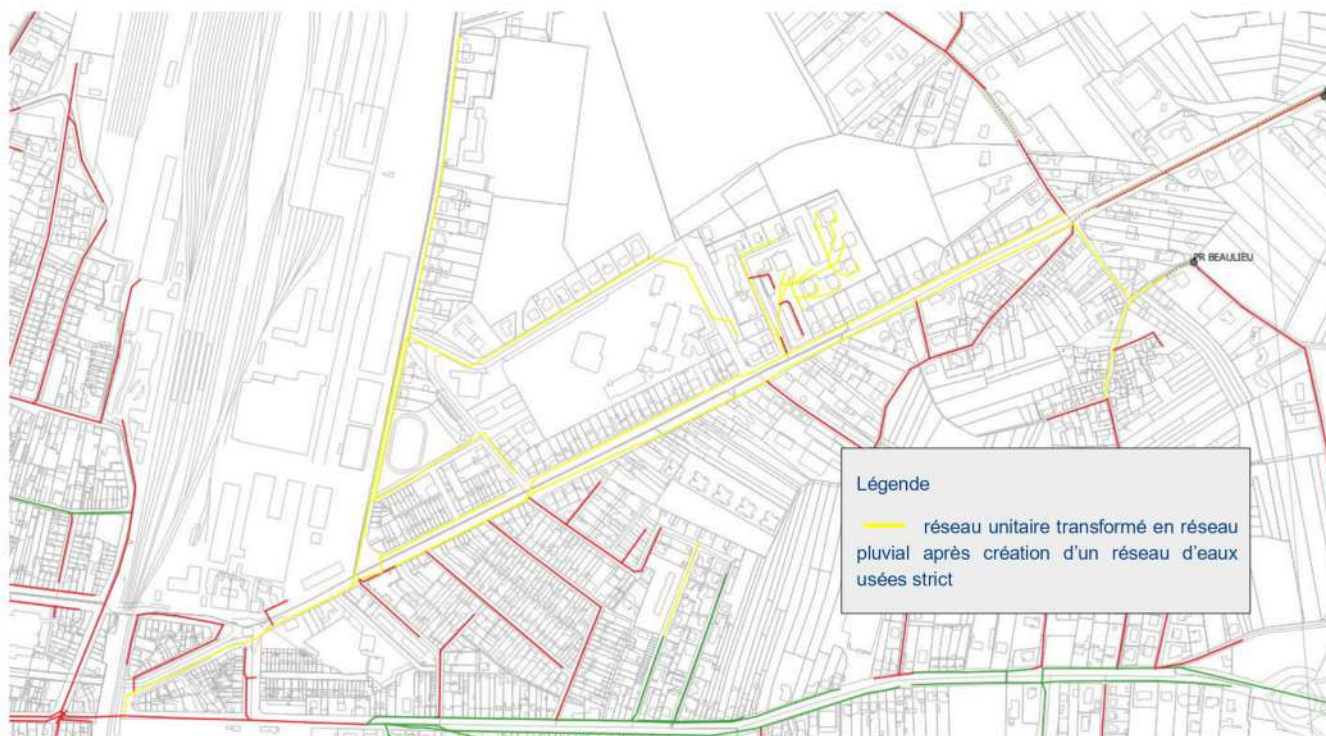 PR BEAULIEU
Légende
réseau unitaire transformé en réseau
pluvial après création d'un réseau d'eaux
usées strict